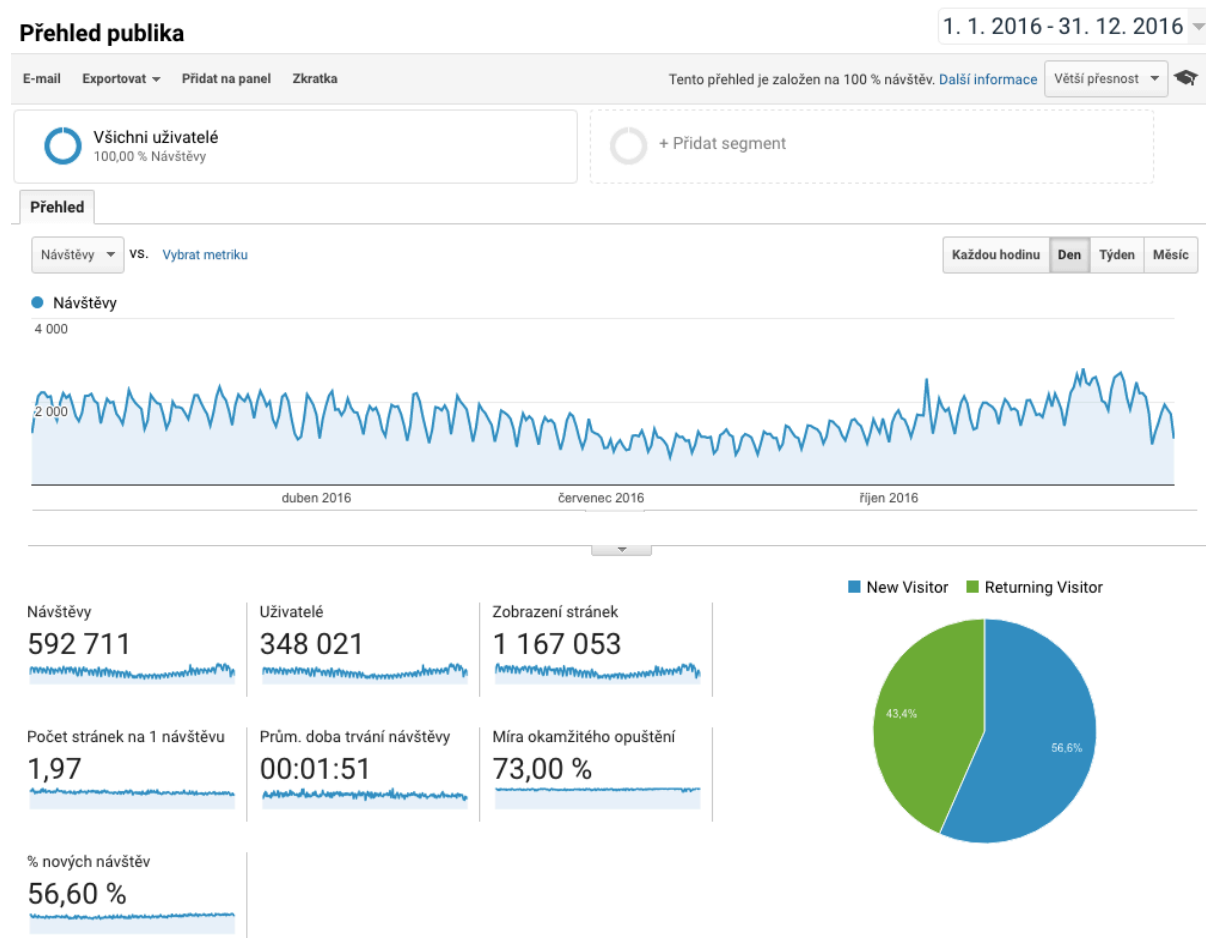 Přehled publika
1. 1. 2016 - 31. 12. 2016
E-mail Exportovat Přidat na panel Zkratka
Tento přehled je založen na 100 % návštěv. Další informace Větší přesnost
Všichni uživatelé
100,00 % Návštěvy
+ Přidat segment
Přehled
Návštěvy VS. Vybrat metriku
Každou hodinu Den Týden Měsíc
Návštěvy
4 000
2 000
duben 2016 červenec 2016 říjen 2016
New Visitor Returning Visitor
Návštěvy Uživatelé Zobrazení stránek
592 711 348 021 1 167 053
43,4%
56,6%
Počet stránek na 1 návštěvu Prům. doba trvání návštěvy Míra okamžitého opuštění
1,97 00:01:51 73,00 %
% nových návštěv
56,60 %